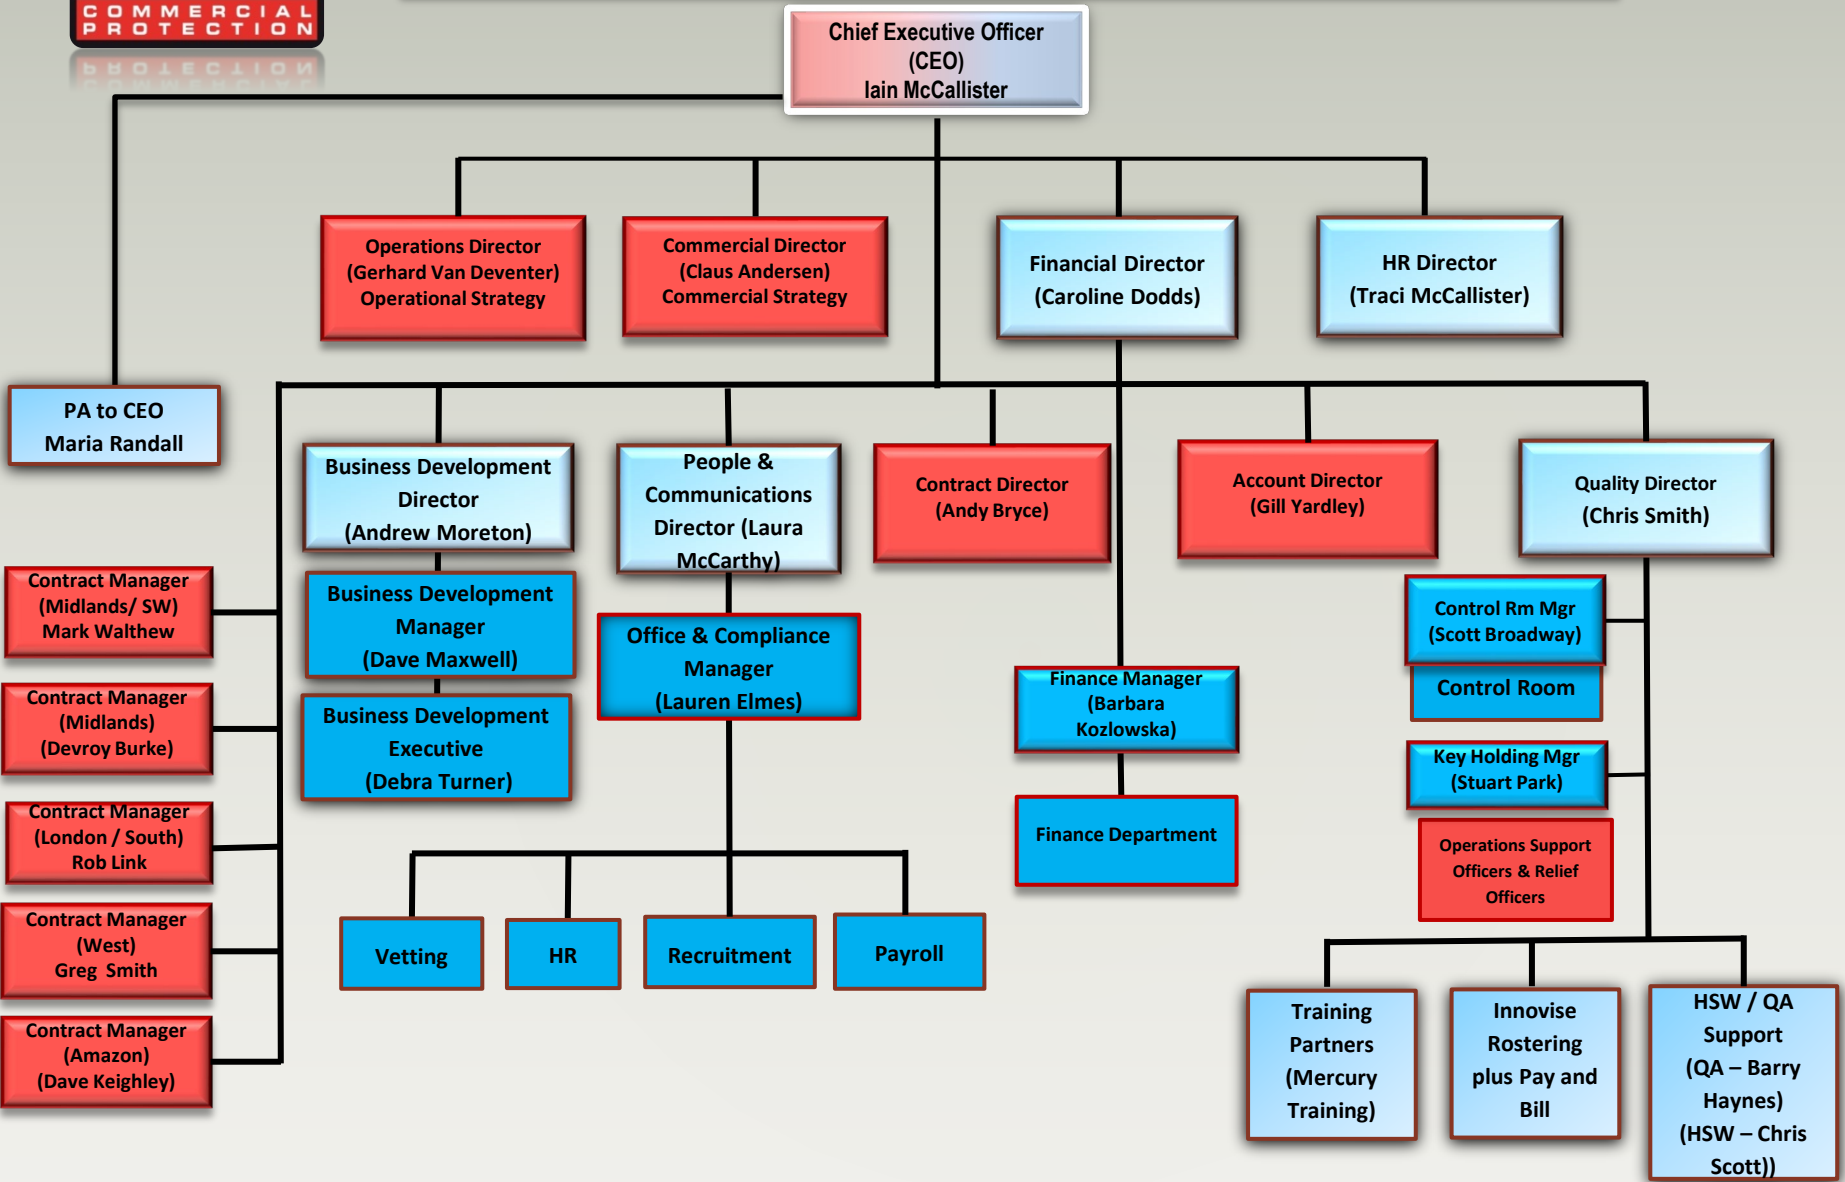 COMMERCIAL
PROTECTION
Chief Executive Officer
(CEO)
Iain McCallister
Operations Director
(Gerhard Van Deventer)
Operational Strategy
Commercial Director
(Claus Andersen)
Commercial Strategy
Financial Director
(Caroline Dodds)
HR Director
(Traci McCallister)
PA to CEO
Maria Randall
Business Development
Director
(Andrew Moreton)
People &
Communications
Director (Laura
McCarthy)
Contract Director
(Andy Bryce)
Account Director
(Gill Yardley)
Quality Director
(Chris Smith)
Contract Manager
(Midlands/ SW)
Mark Walthew
Contract Manager
(Midlands)
(Devroy Burke)
Contract Manager
(London / South)
Rob Link
Contract Manager
(West)
Greg Smith
Contract Manager
(Amazon)
(Dave Keighley)
Business Development
Manager
(Dave Maxwell)
Business Development
Executive
(Debra Turner)
Office & Compliance
Manager
(Lauren Elmes)
Vetting
HR
Recruitment
Payroll
Finance Manager
(Barbara
Kozlowska)
Finance Department
Control Rm Mgr
(Scott Broadway)
Control Room
Key Holding Mgr
(Stuart Park)
Operations Support
Officers & Relief
Officers
Training
Partners
(Mercury
Training)
Innovise
Rostering
plus Pay and
Bill
HSW / QA
Support
(QA – Barry
Haynes)
(HSW – Chris
Scott))